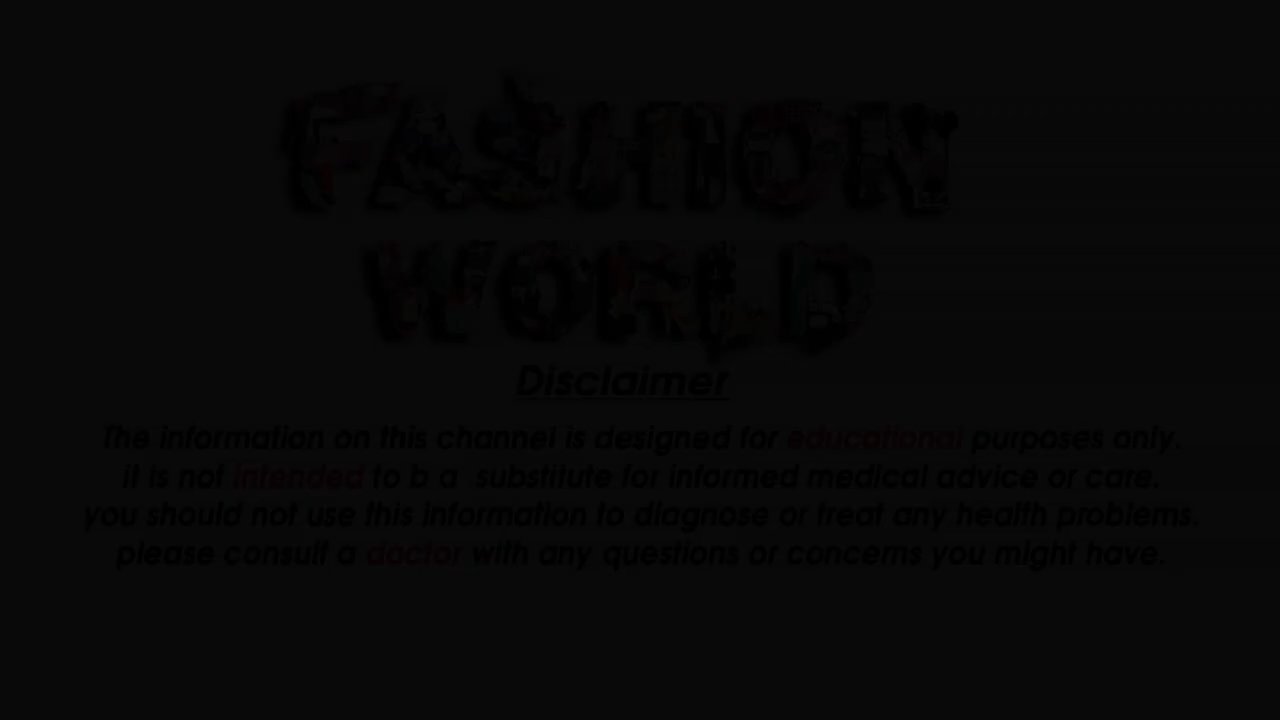 FASHION
WORLD
Disclaimer
The information on this channel is designed for educational purposes only.
it is not intended to b a substitute for informed medical advice or care.
you should not use this information to diagnose or treat any health problems.
please consult a doctor with any questions or concerns you might have.